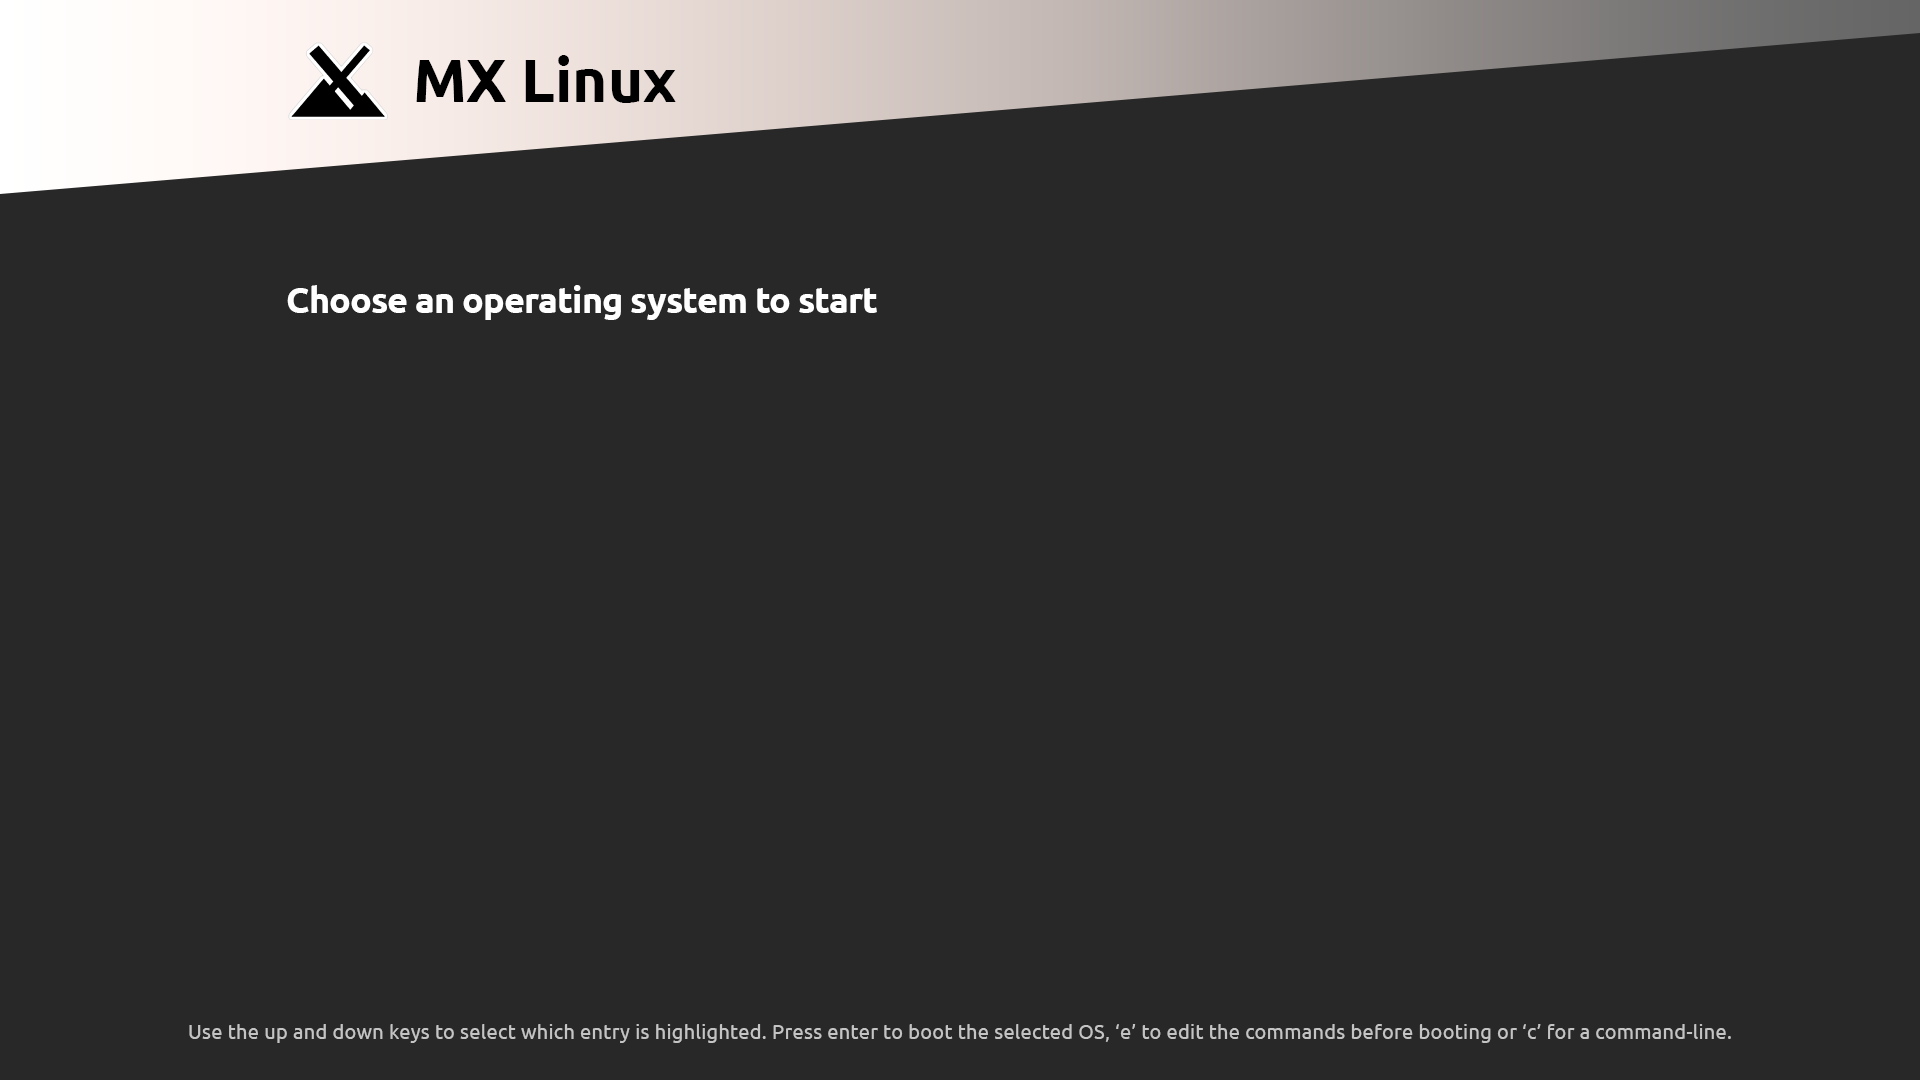 MX Linux
Choose an operating system to start
Use the up and down keys to select which entry is highlighted. Press enter to boot the selected OS, ‘e’ to edit the commands before booting or ‘c’ for a command-line.